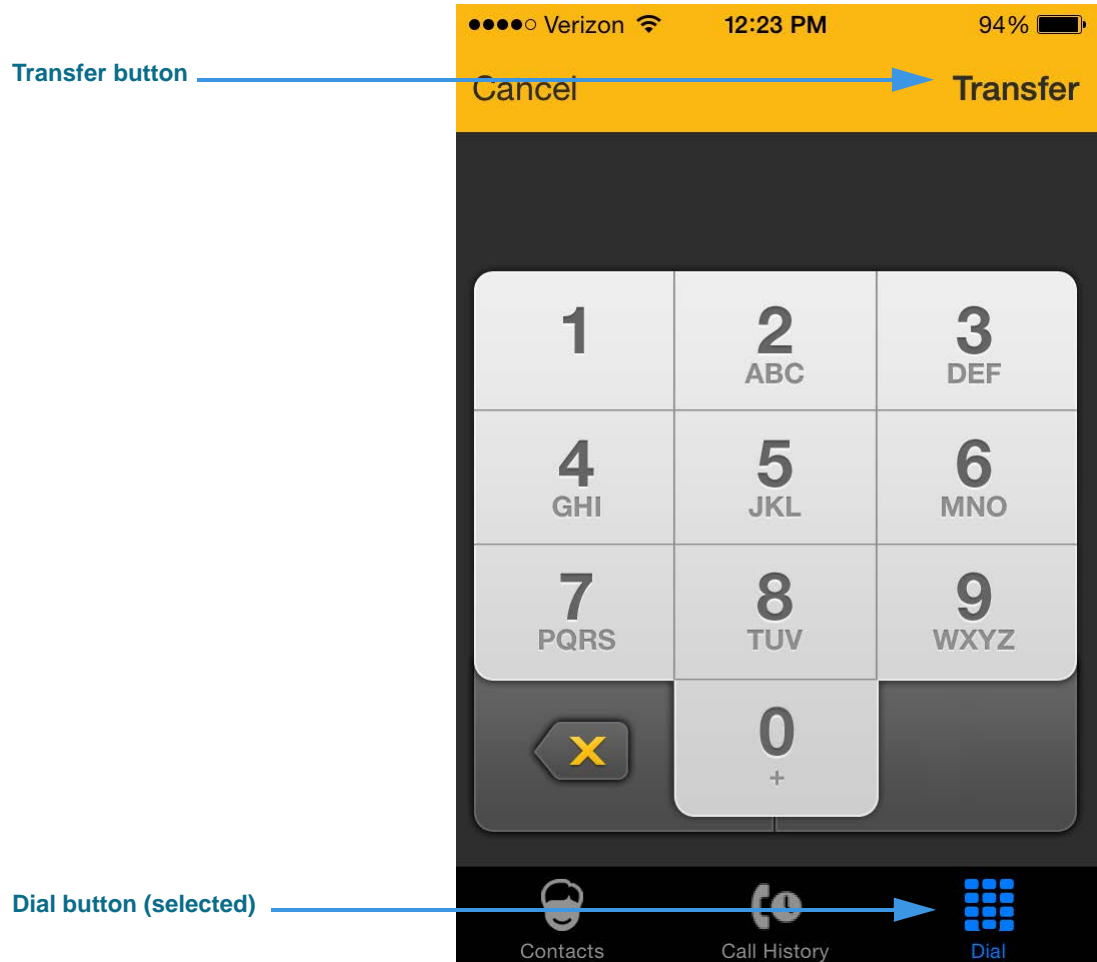 Verizon 12:23 PM 94%
Transfer button
Cancel Transfer
1 2 3
ABC DEF
4 5 6
GHI JKL MNO
7 8 9
PQRS TUV WXYZ
X 0
+
Dial button (selected)
Contacts Call History Dial